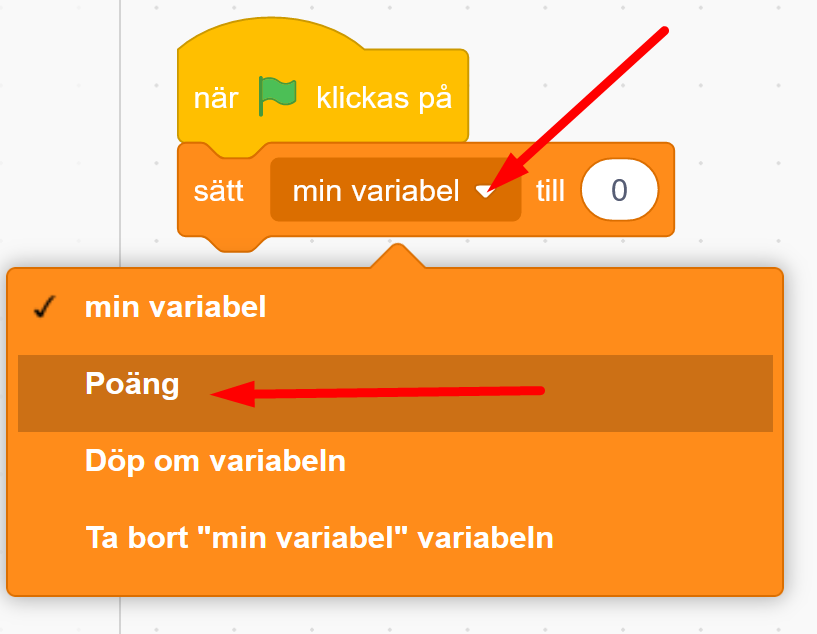 när klickas på
sätt min variabel till 0
min variabel
Poäng
Döp om variabeln
Ta bort "min variabel" variabeln